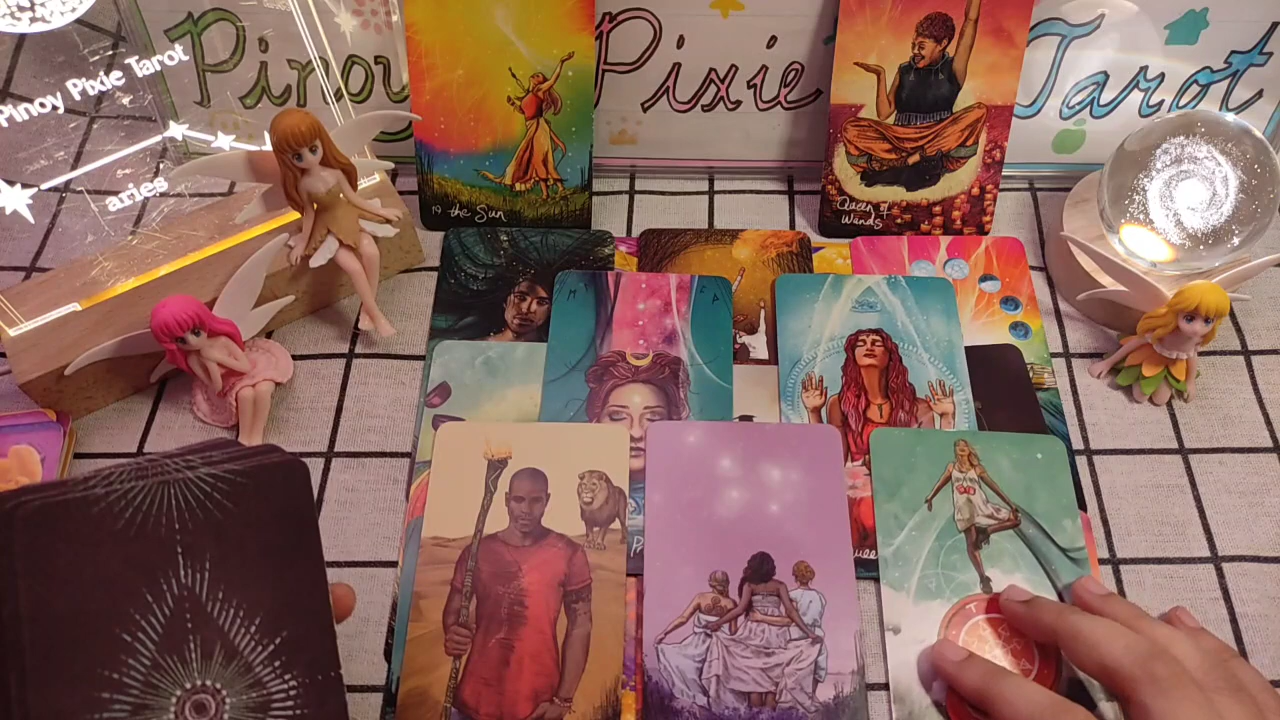 Pinoy Pixie Tarot
Pinoy Pixie Tarot
aries
19 the Sun
Queen of
Wands